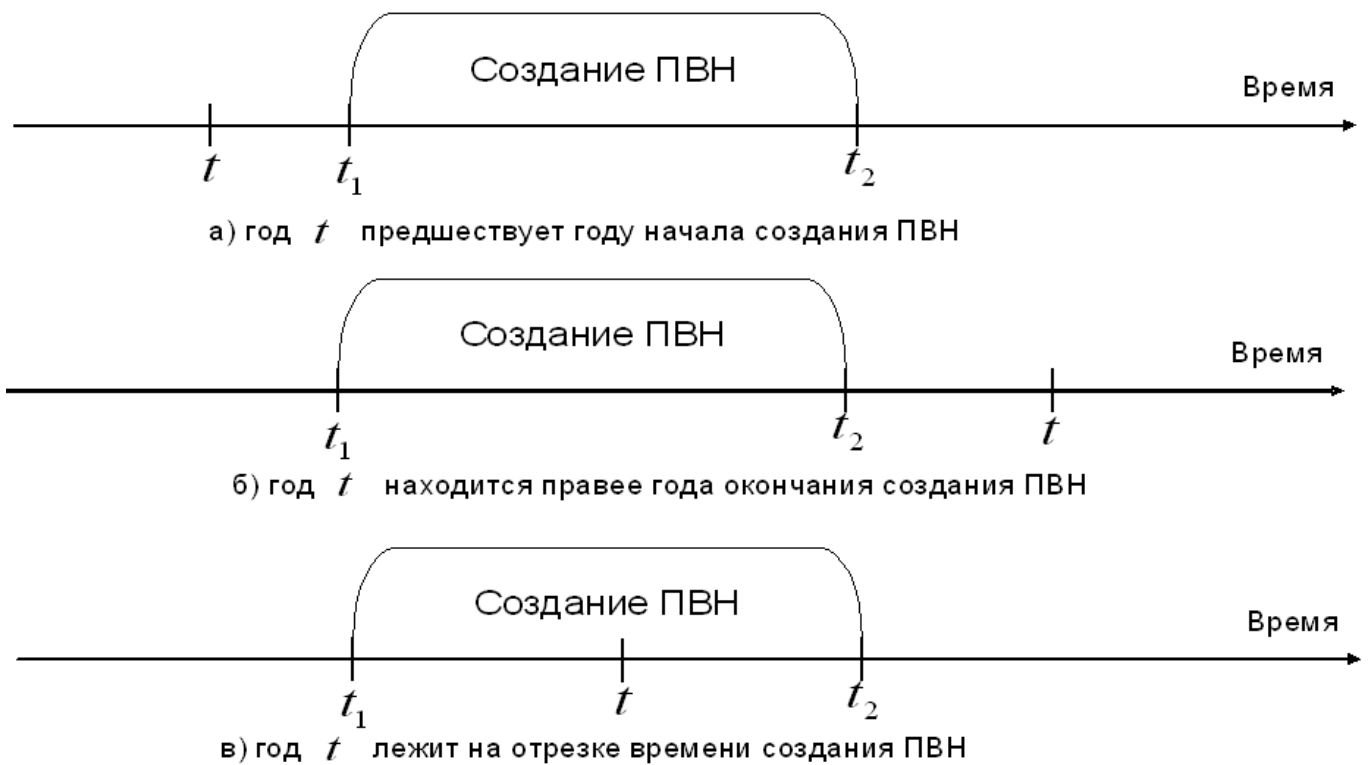 Создание ПВН
Время
t t₁ t₂
а) год t предшествует году начала создания ПВН
Создание ПВН
Время
t₁ t₂ t
б) год t находится правее года окончания создания ПВН
Создание ПВН
Время
t₁ t t₂
в) год t лежит на отрезке времени создания ПВН